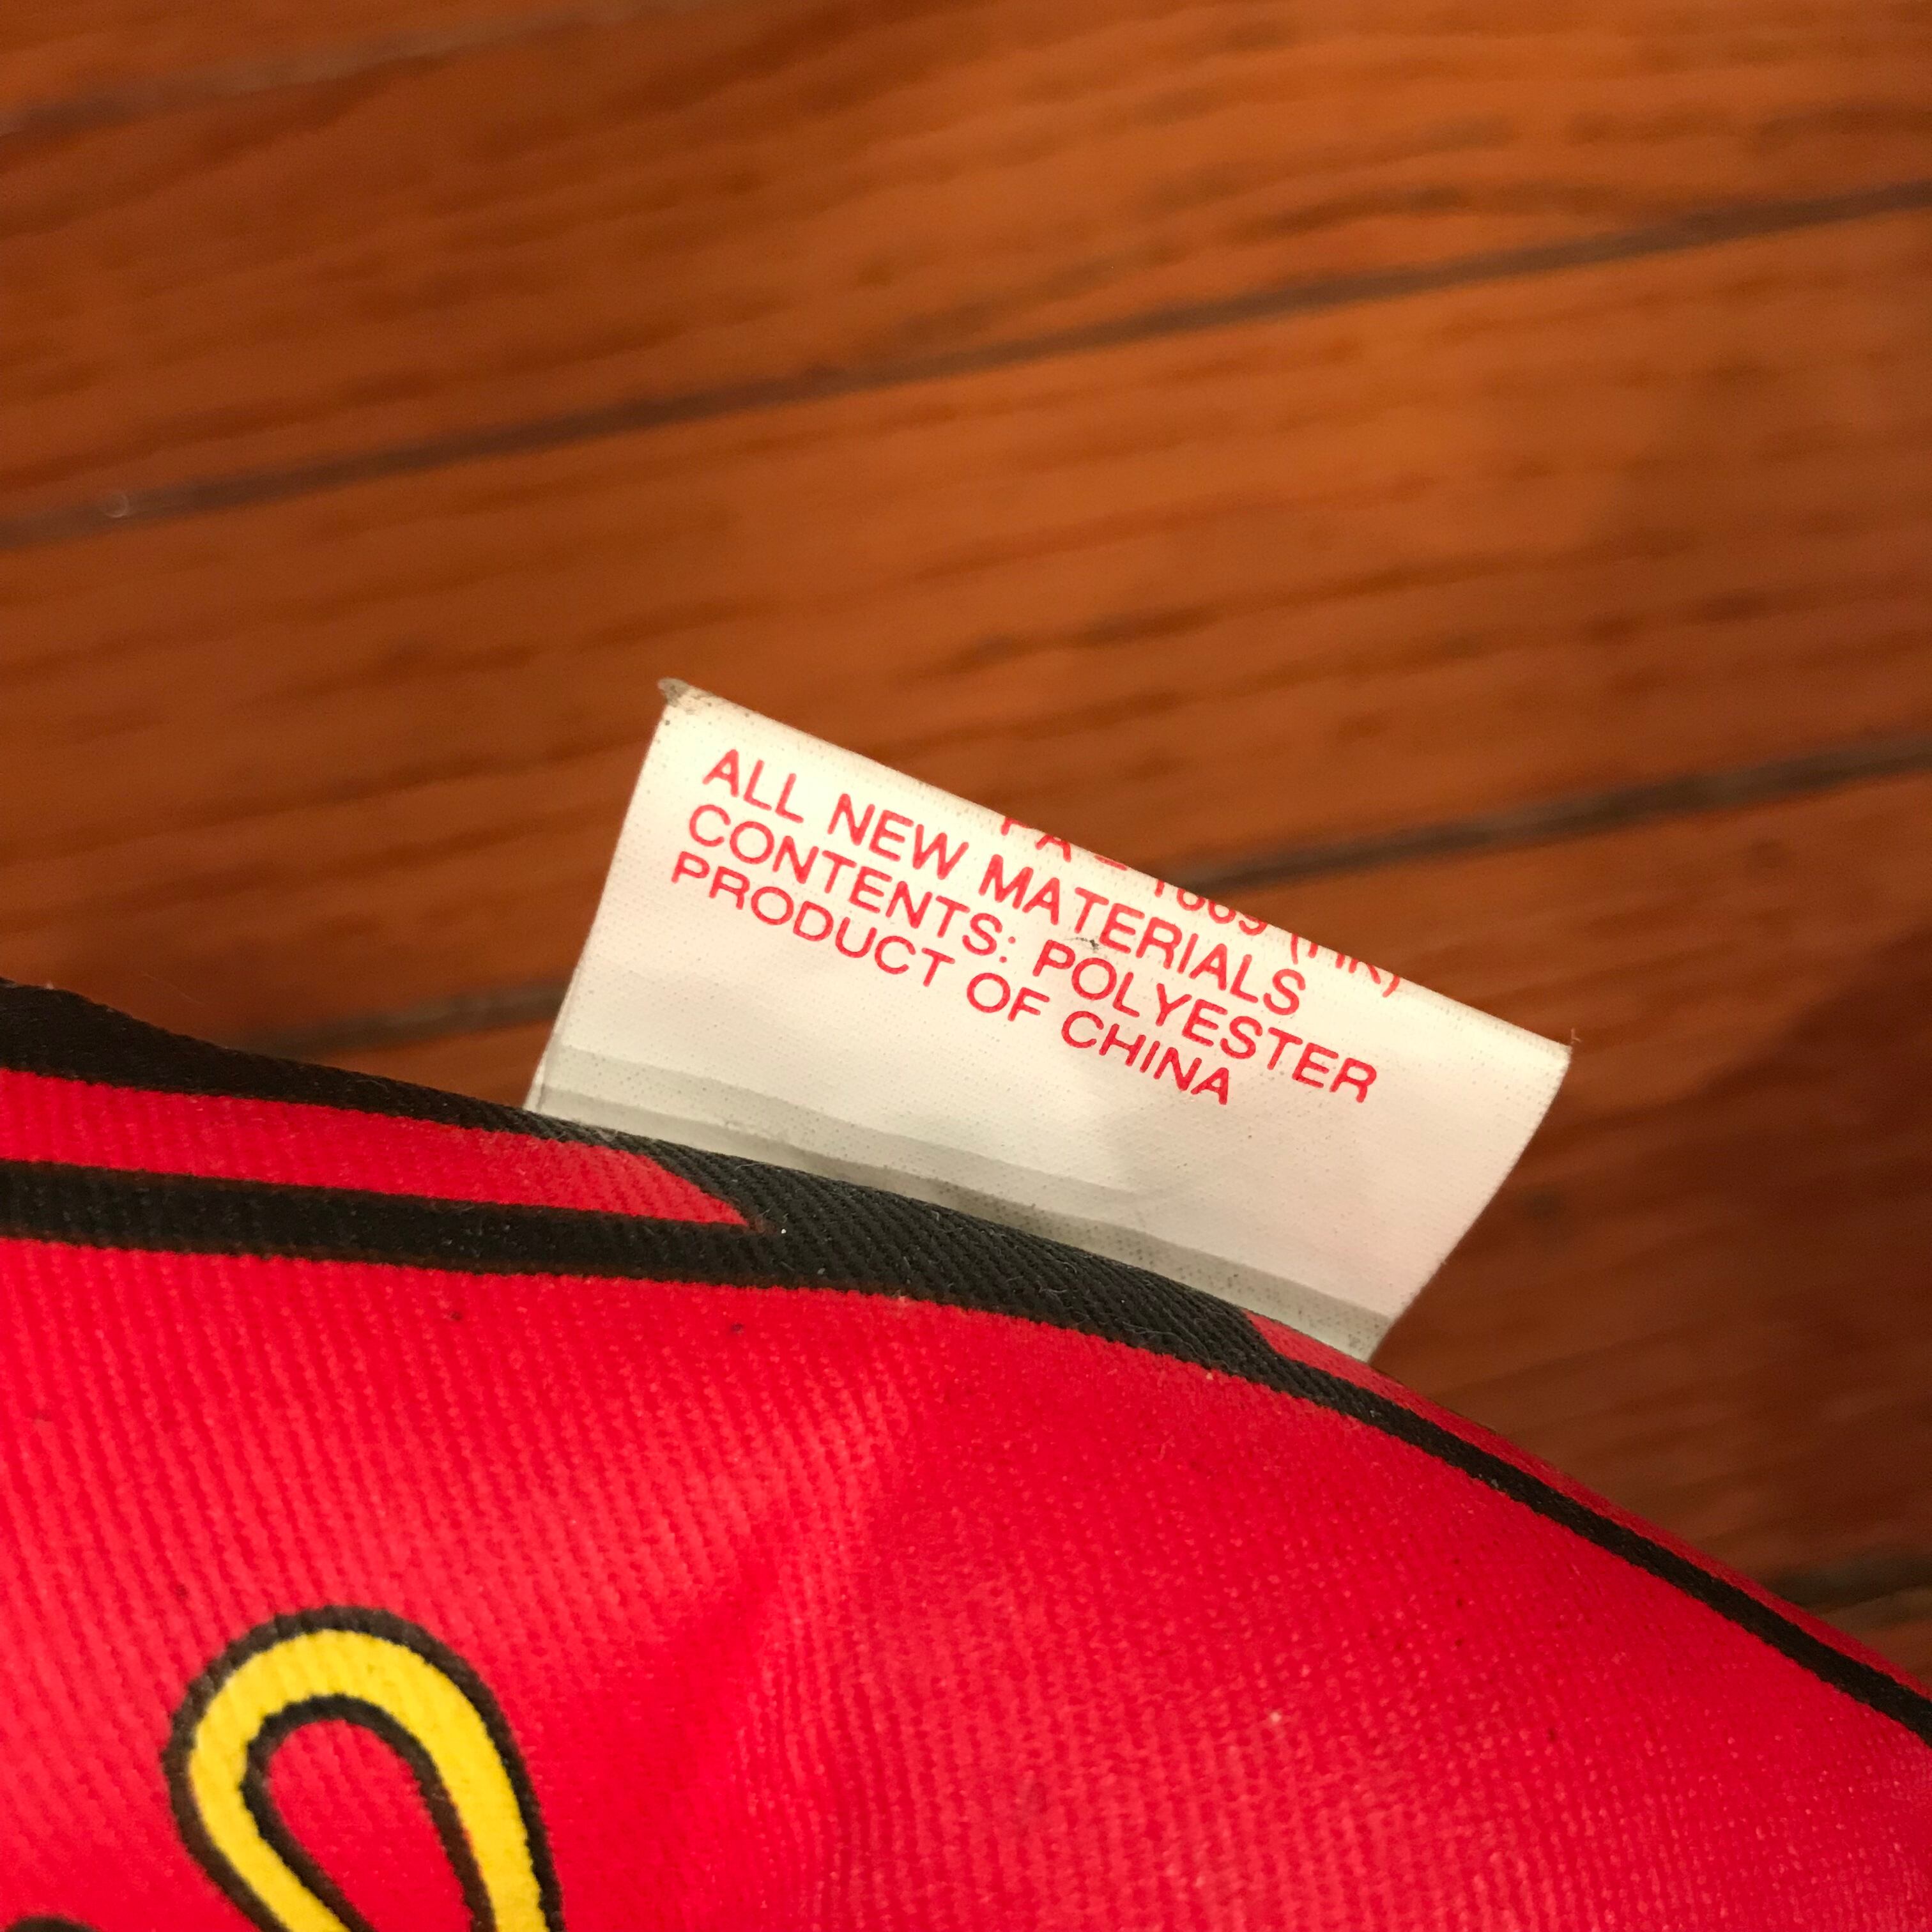 ALL NEW MATERIALS
CONTENTS: POLYESTER
PRODUCT OF CHINA